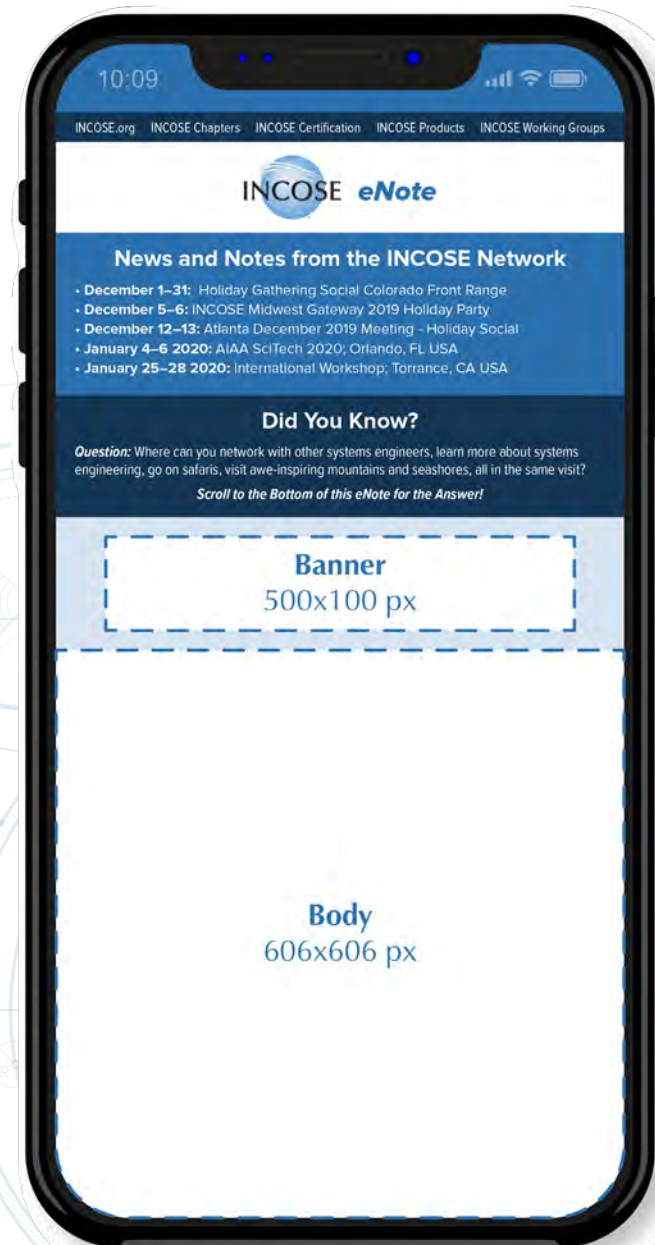 10:09
INCOSE.org INCOSE Chapters INCOSE Certification INCOSE Products INCOSE Working Groups
INCOSE eNote
News and Notes from the INCOSE Network
• December 1–31: Holiday Gathering Social Colorado Front Range
• December 5–6: INCOSE Midwest Gateway 2019 Holiday Party
• December 12–13: Atlanta December 2019 Meeting - Holiday Social
• January 4–6 2020: AIAA SciTech 2020; Orlando, FL USA
• January 25–28 2020: International Workshop; Torrance, CA USA
Did You Know?
Question: Where can you network with other systems engineers, learn more about systems
engineering, go on safaris, visit awe-inspiring mountains and seashores, all in the same visit?
Scroll to the Bottom of this eNote for the Answer!
Banner
500x100 px
Body
606x606 px